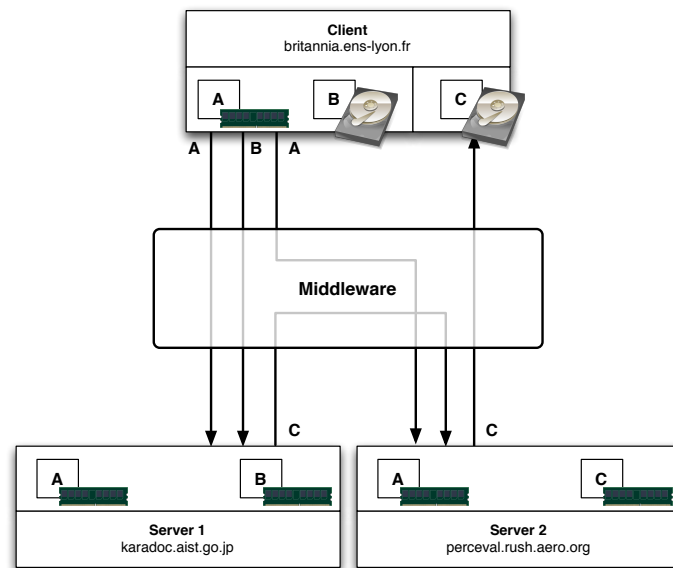 Client
britannia.ens-lyon.fr
A
B
C
A
B
A
Middleware
C
C
A
B
A
C
Server 1
karadoc.aist.go.jp
Server 2
perceval.rush.aero.org